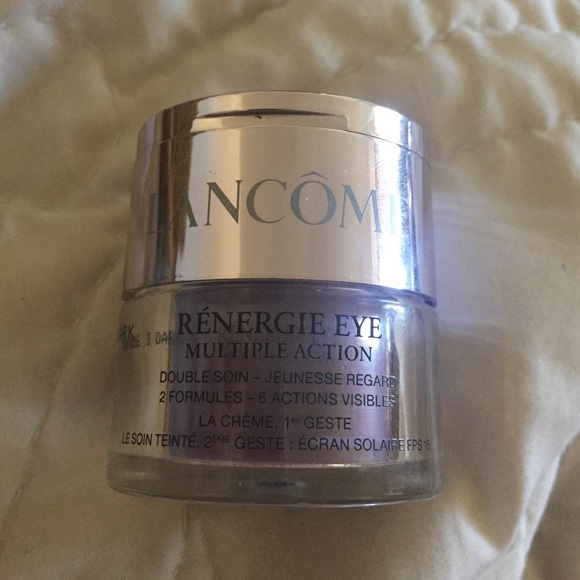 LANCÔME
RÉNERGIE EYE
MULTIPLE ACTION
DOUBLE SOIN – JEUNESSE REGARD
2 FORMULES – 6 ACTIONS VISIBLES
LA CRÈME, 1ER GESTE
LE SOIN TEINTÉ, 2ÈME GESTE : ÉCRAN SOLAIRE FPS 15